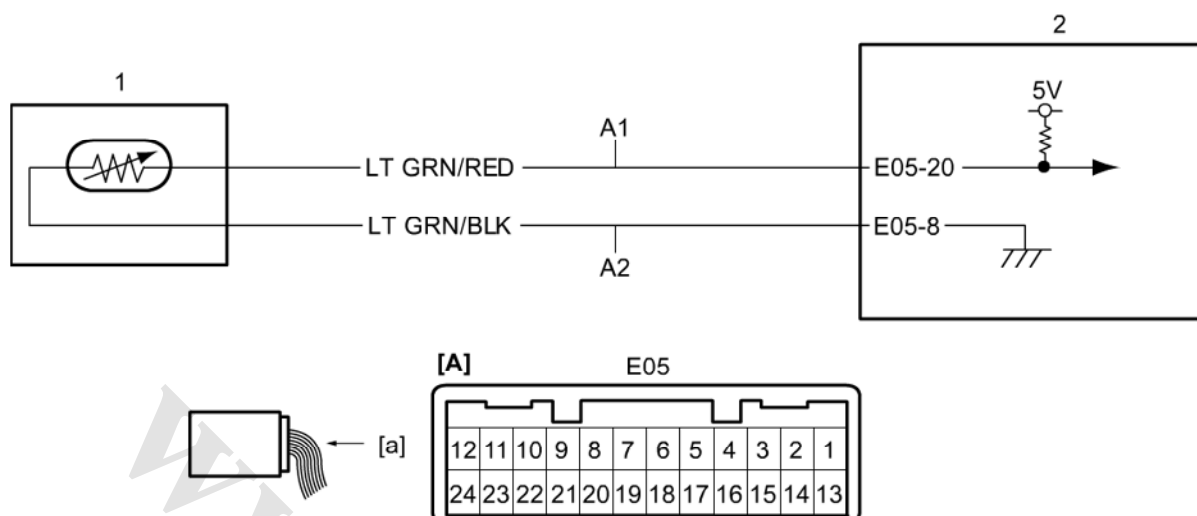 2
1
5V
A1
LT GRN/RED
E05-20
LT GRN/BLK
E05-8
A2
[A] E05
[a]
12 11 10 9 8 7 6 5 4 3 2 1
24 23 22 21 20 19 18 17 16 15 14 13